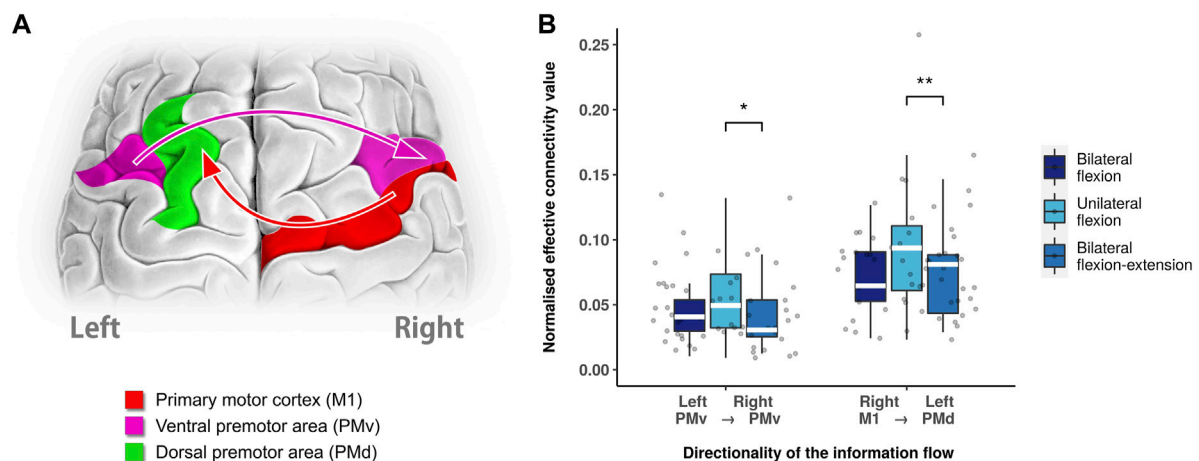 A
Left
Right
Primary motor cortex (M1)
Ventral premotor area (PMv)
Dorsal premotor area (PMd)
B
Normalised effective connectivity value
0.25
0.20
0.15
0.10
0.05
0.00
*
**
Left Right
PMv → PMv
Right Left
M1 → PMd
Directionality of the information flow
Bilateral
flexion
Unilateral
flexion
Bilateral
flexion-extension